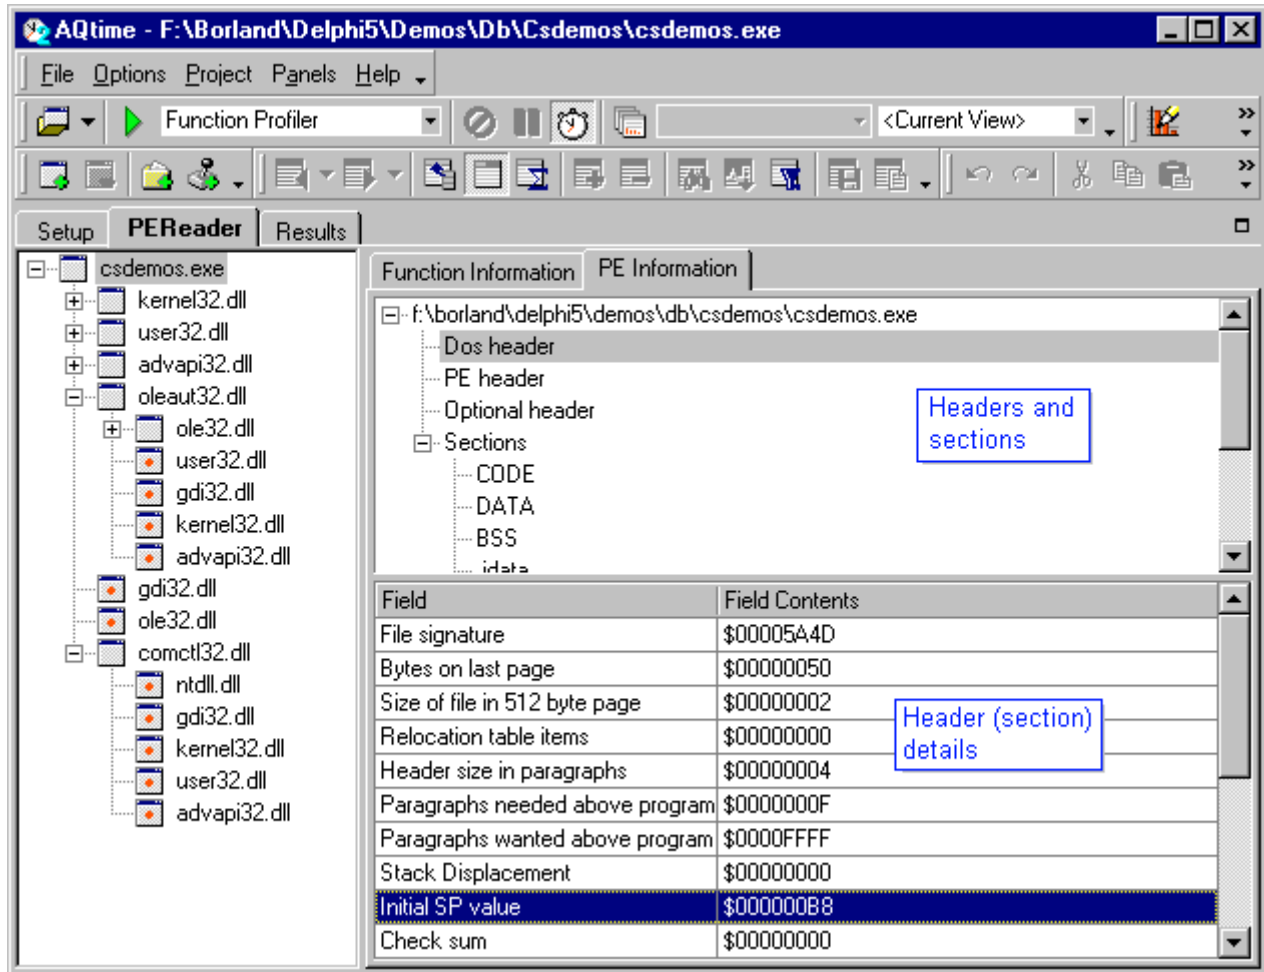 AQtime - F:\Borland\Delphi5\Demos\Db\Csdemos\csdemos.exe
File Options Project Panels Help
Function Profiler <Current View>
Setup PEReader Results
csdemos.exe
kernel32.dll
user32.dll
advapi32.dll
oleaut32.dll
ole32.dll
user32.dll
gdi32.dll
kernel32.dll
advapi32.dll
gdi32.dll
ole32.dll
comctl32.dll
ntdll.dll
gdi32.dll
kernel32.dll
user32.dll
advapi32.dll
Function Information PE Information
f:\borland\delphi5\demos\db\csdemos\csdemos.exe
Dos header
PE header
Optional header
Sections
CODE
DATA
BSS
.idata
Headers and
sections
Field Field Contents
File signature $00005A4D
Bytes on last page $00000050
Size of file in 512 byte page $00000002
Relocation table items $00000000
Header size in paragraphs $00000004
Paragraphs needed above program $0000000F
Paragraphs wanted above program $0000FFFF
Stack Displacement $00000000
Initial SP value $000000B8
Check sum $00000000
Header (section)
details